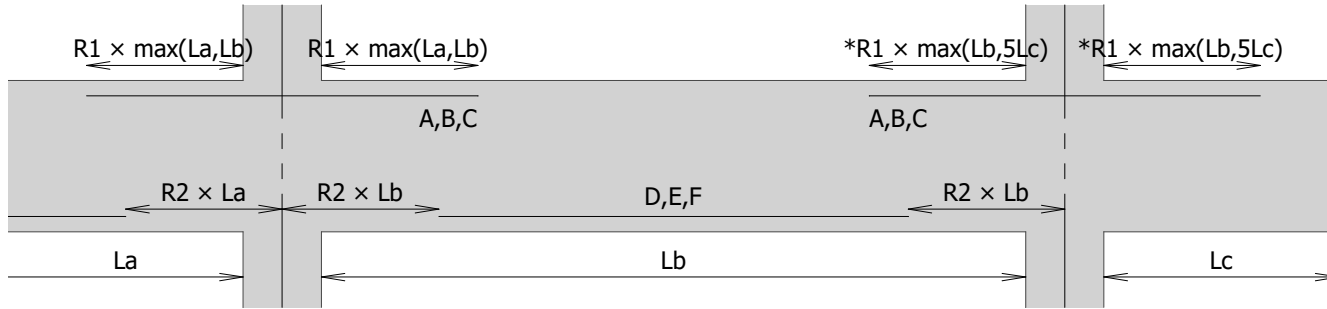 R1 × max(La,Lb) R1 × max(La,Lb) *R1 × max(Lb,5Lc) *R1 × max(Lb,5Lc)
A,B,C A,B,C
R2 × La R2 × Lb D,E,F R2 × Lb
La Lb Lc